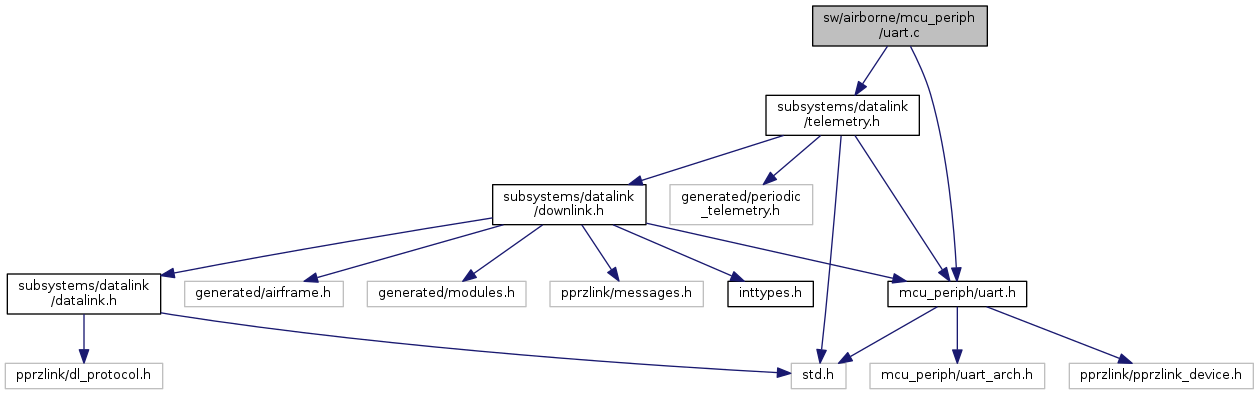 sw/airborne/mcu_periph
/uart.c
subsystems/datalink
/telemetry.h
subsystems/datalink
/downlink.h
generated/periodic
_telemetry.h
subsystems/datalink
/datalink.h
generated/airframe.h
generated/modules.h
pprzlink/messages.h
inttypes.h
mcu_periph/uart.h
pprzlink/dl_protocol.h
std.h
mcu_periph/uart_arch.h
pprzlink/pprzlink_device.h